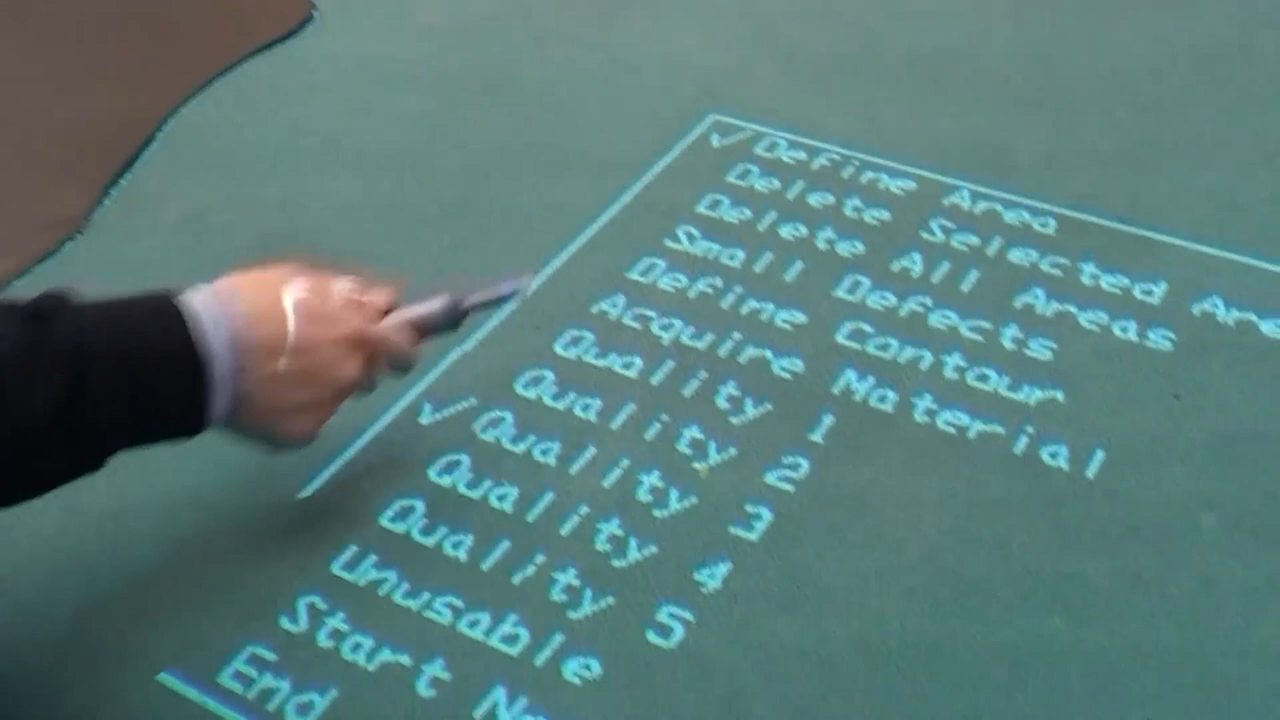 ✓Define Area
Delete Selected Are
Delete All Areas
Small Defects
Define Contour
Acquire Material
Quality 1
Quality 2
✓Quality 3
Quality 4
Quality 5
Unusable
Start
End